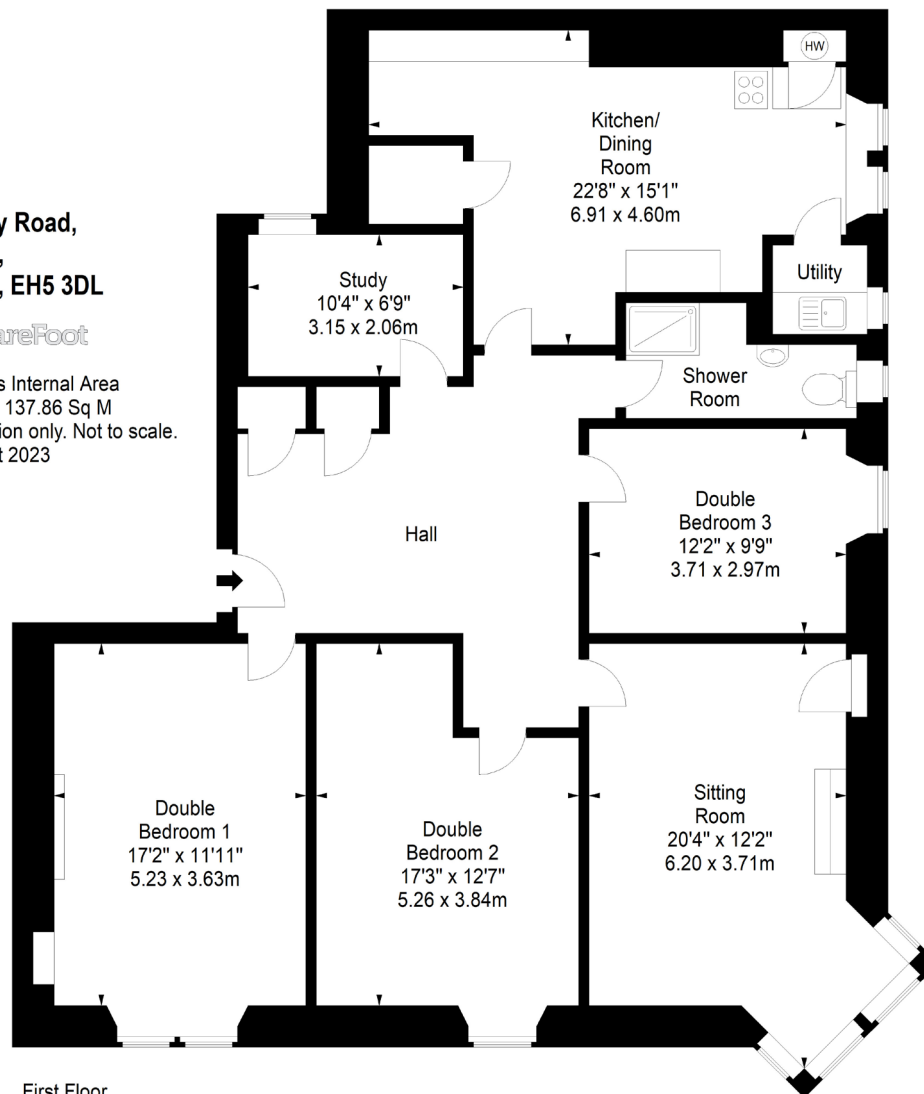 Road,
, EH5 3DL
Internal Area
137.86 Sq M
only. Not to scale.
2023
HW
Kitchen/
Dining
Room
22'8" x 15'1"
6.91 x 4.60m
Utility
Study
10'4" x 6'9"
3.15 x 2.06m
Shower
Room
Hall
Double
Bedroom 3
12'2" x 9'9"
3.71 x 2.97m
Double
Bedroom 1
17'2" x 11'11"
5.23 x 3.63m
Double
Bedroom 2
17'3" x 12'7"
5.26 x 3.84m
Sitting
Room
20'4" x 12'2"
6.20 x 3.71m
First Floor